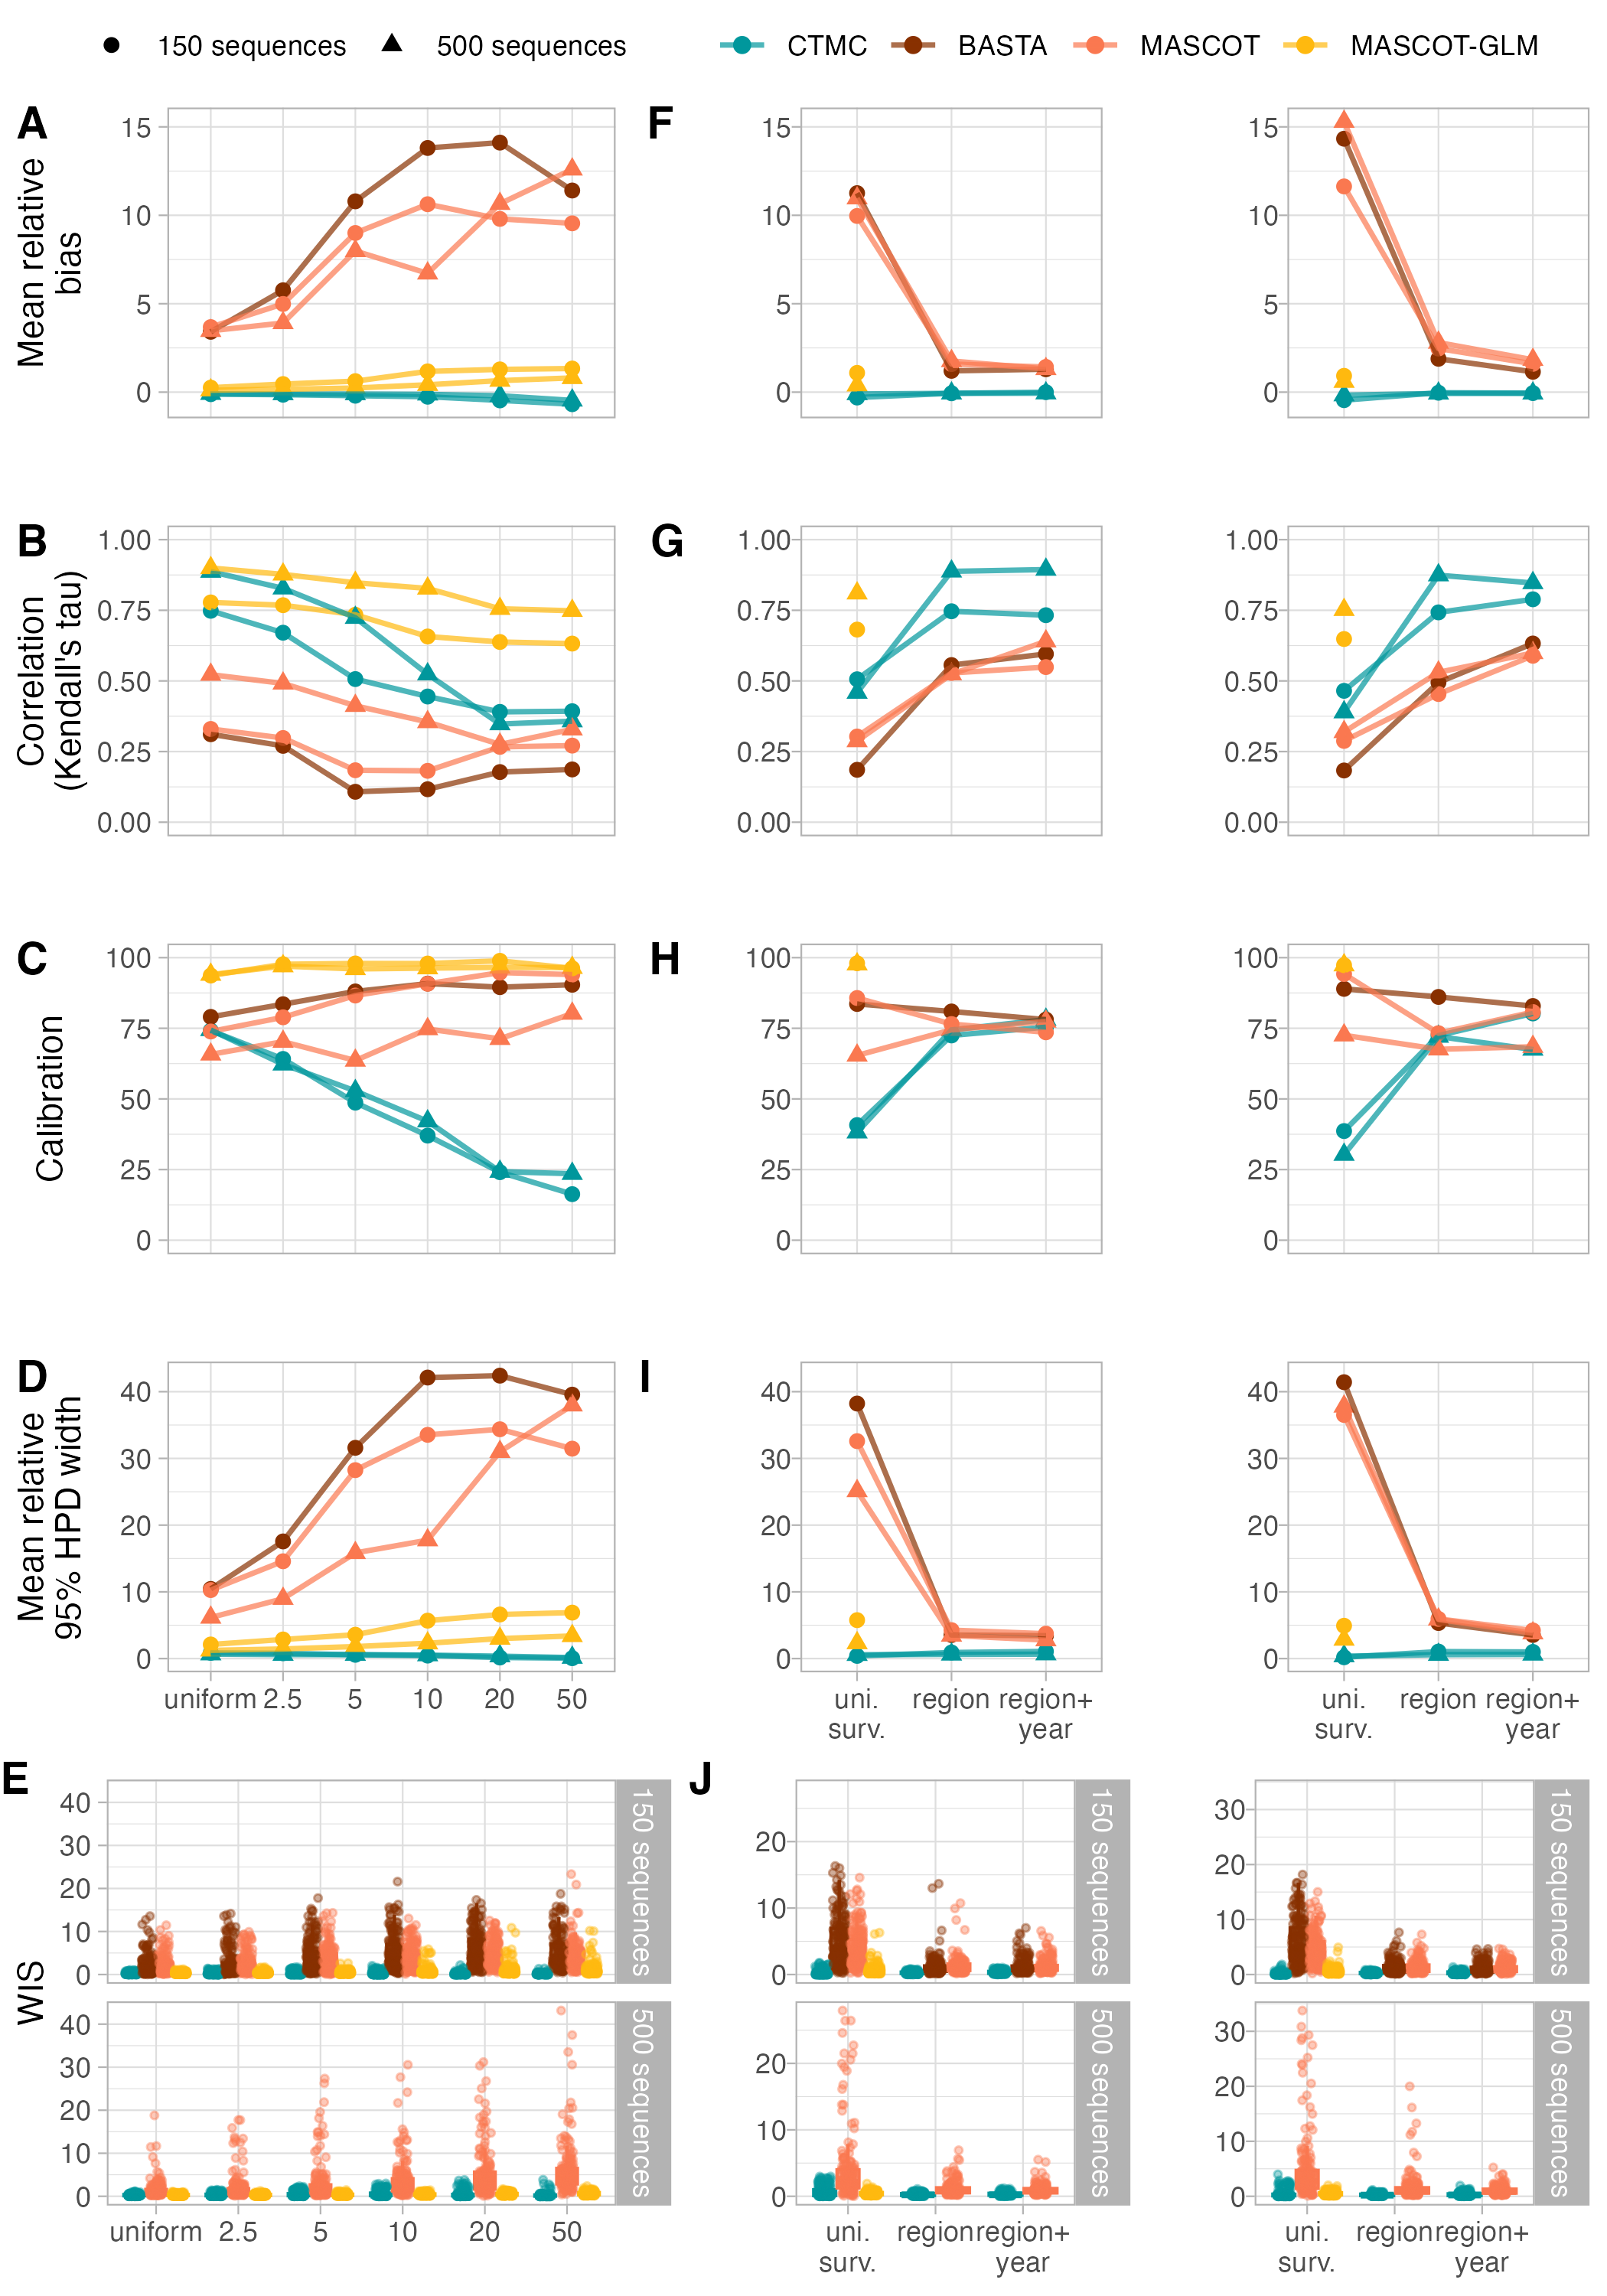 150 sequences 500 sequences CTMC BASTA MASCOT MASCOT-GLM
A
Mean relative
bias
15
10
5
0
F
15
10
5
0
15
10
5
0
B
Correlation
(Kendall's tau)
1.00
0.75
0.50
0.25
0.00
G
1.00
0.75
0.50
0.25
0.00
1.00
0.75
0.50
0.25
0.00
C
Calibration
100
75
50
25
0
H
100
75
50
25
0
100
75
50
25
0
D
Mean relative
95% HPD width
40
30
20
10
0
uniform 2.5 5 10 20 50
I
40
30
20
10
0
uni. surv. region region+ year
40
30
20
10
0
uni. surv. region region+ year
E
WIS
40
30
20
10
0
150 sequences
40
30
20
10
0
500 sequences
uniform 2.5 5 10 20 50
J
20
10
0
150 sequences
20
10
0
500 sequences
uni. surv. region region+ year
30
20
10
0
150 sequences
30
20
10
0
500 sequences
uni. surv. region region+ year